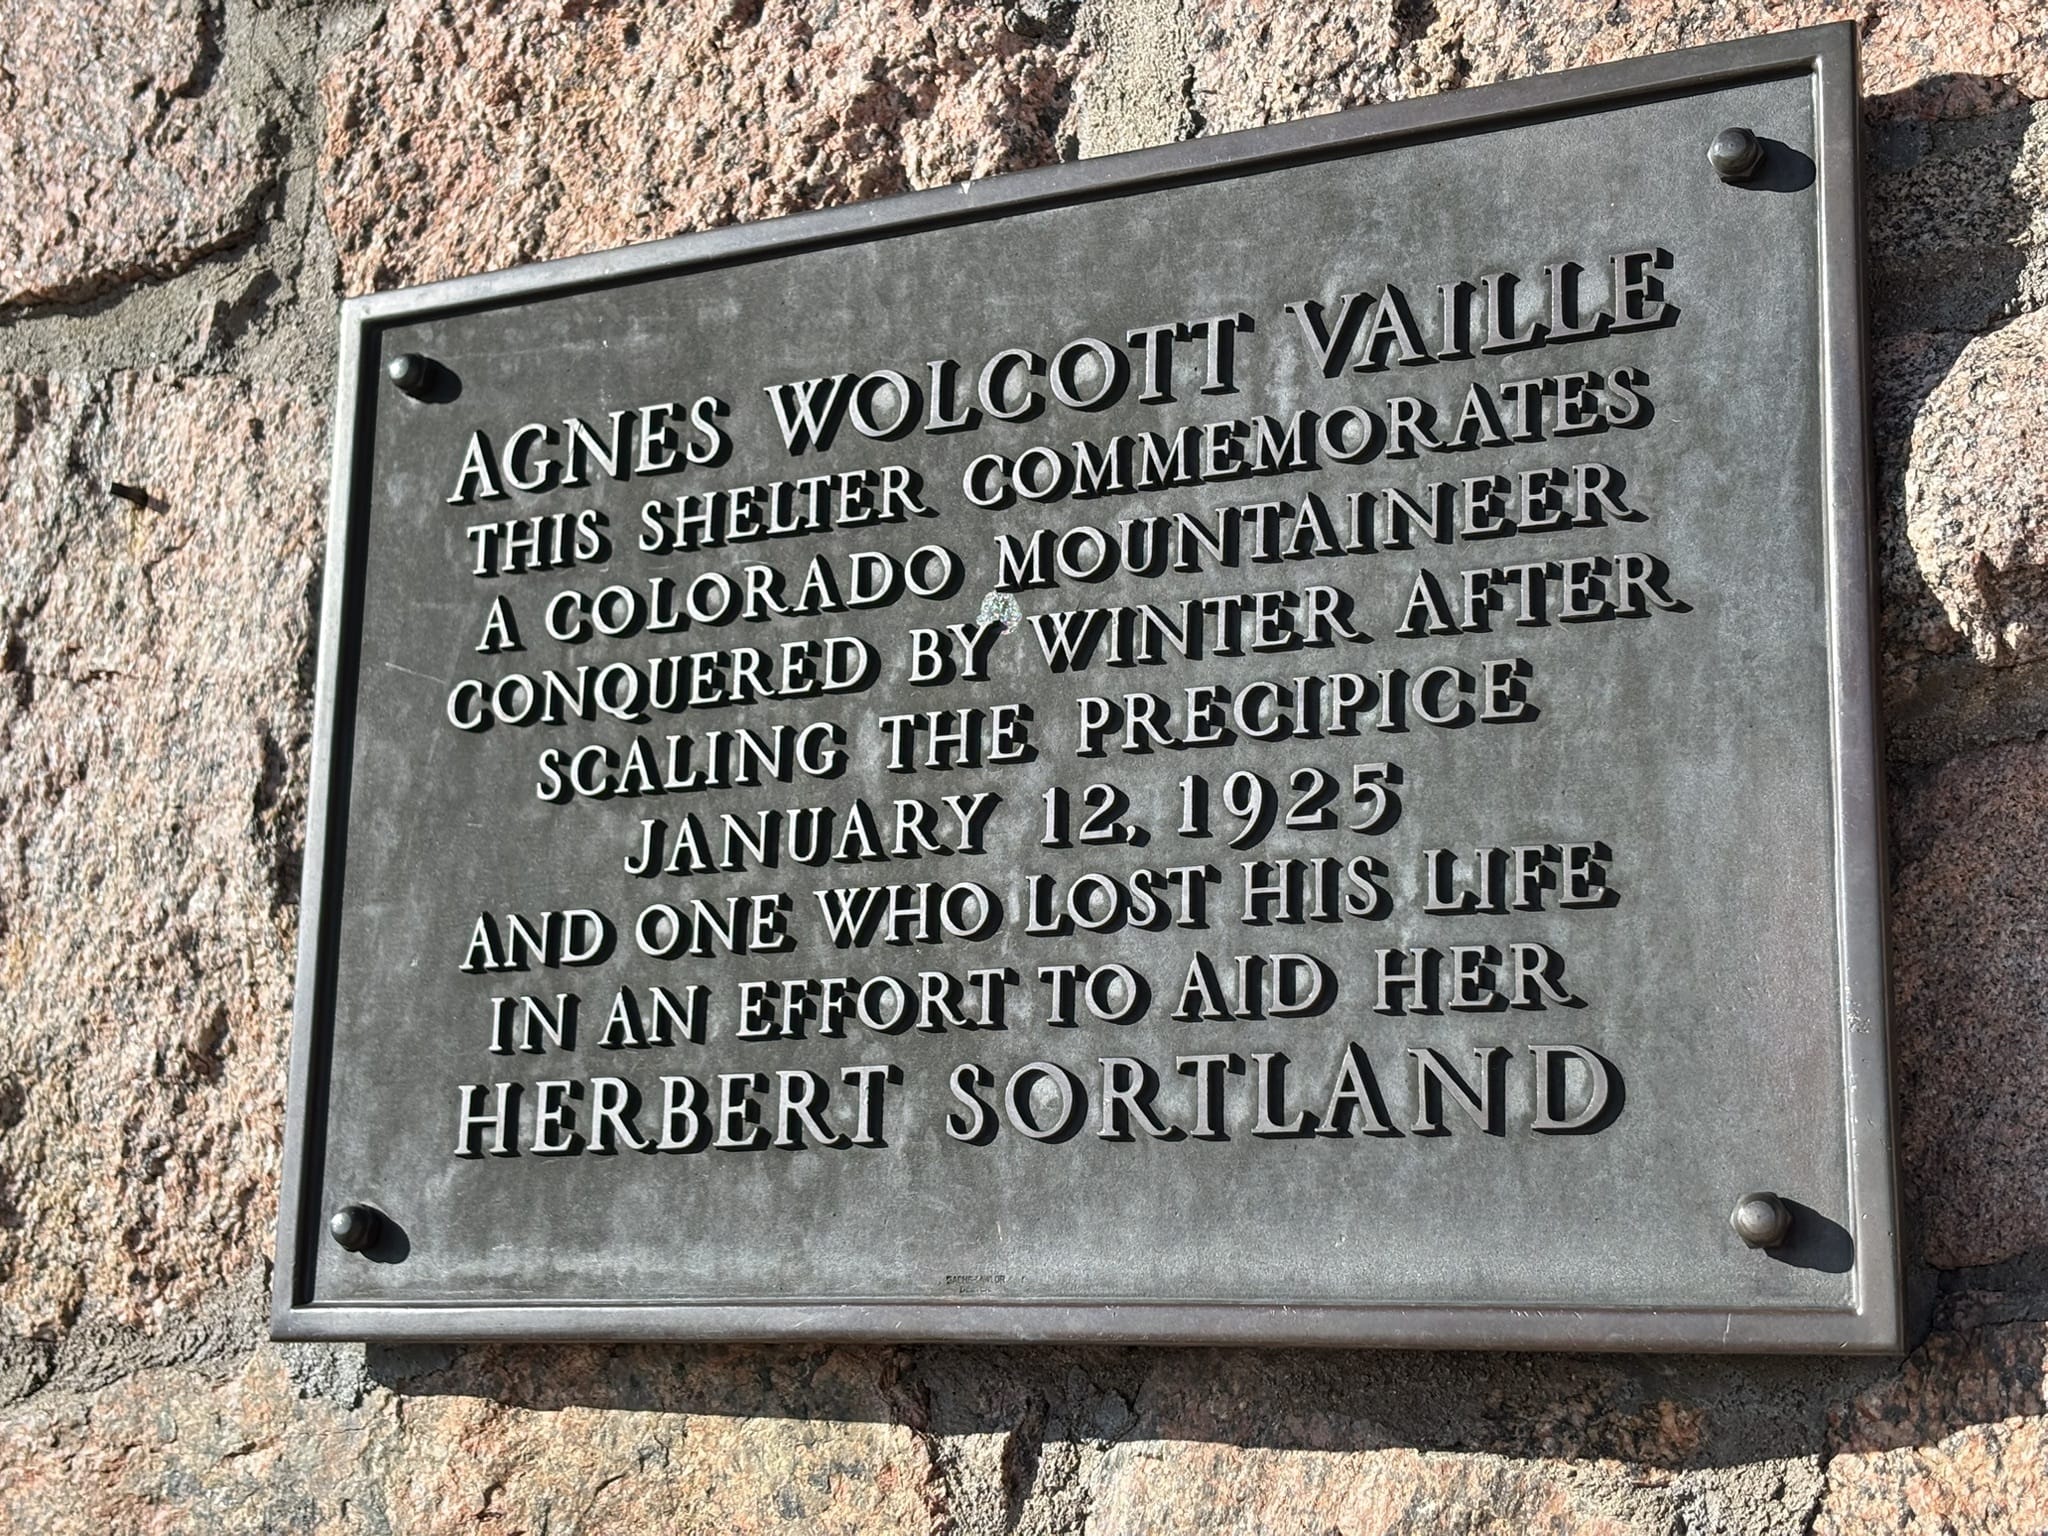 AGNES WOLCOTT VAILLE
THIS SHELTER COMMEMORATES
A COLORADO MOUNTAINEER
CONQUERED BY WINTER AFTER
SCALING THE PRECIPICE
JANUARY 12, 1925
AND ONE WHO LOST HIS LIFE
IN AN EFFORT TO AID HER
HERBERT SORTLAND